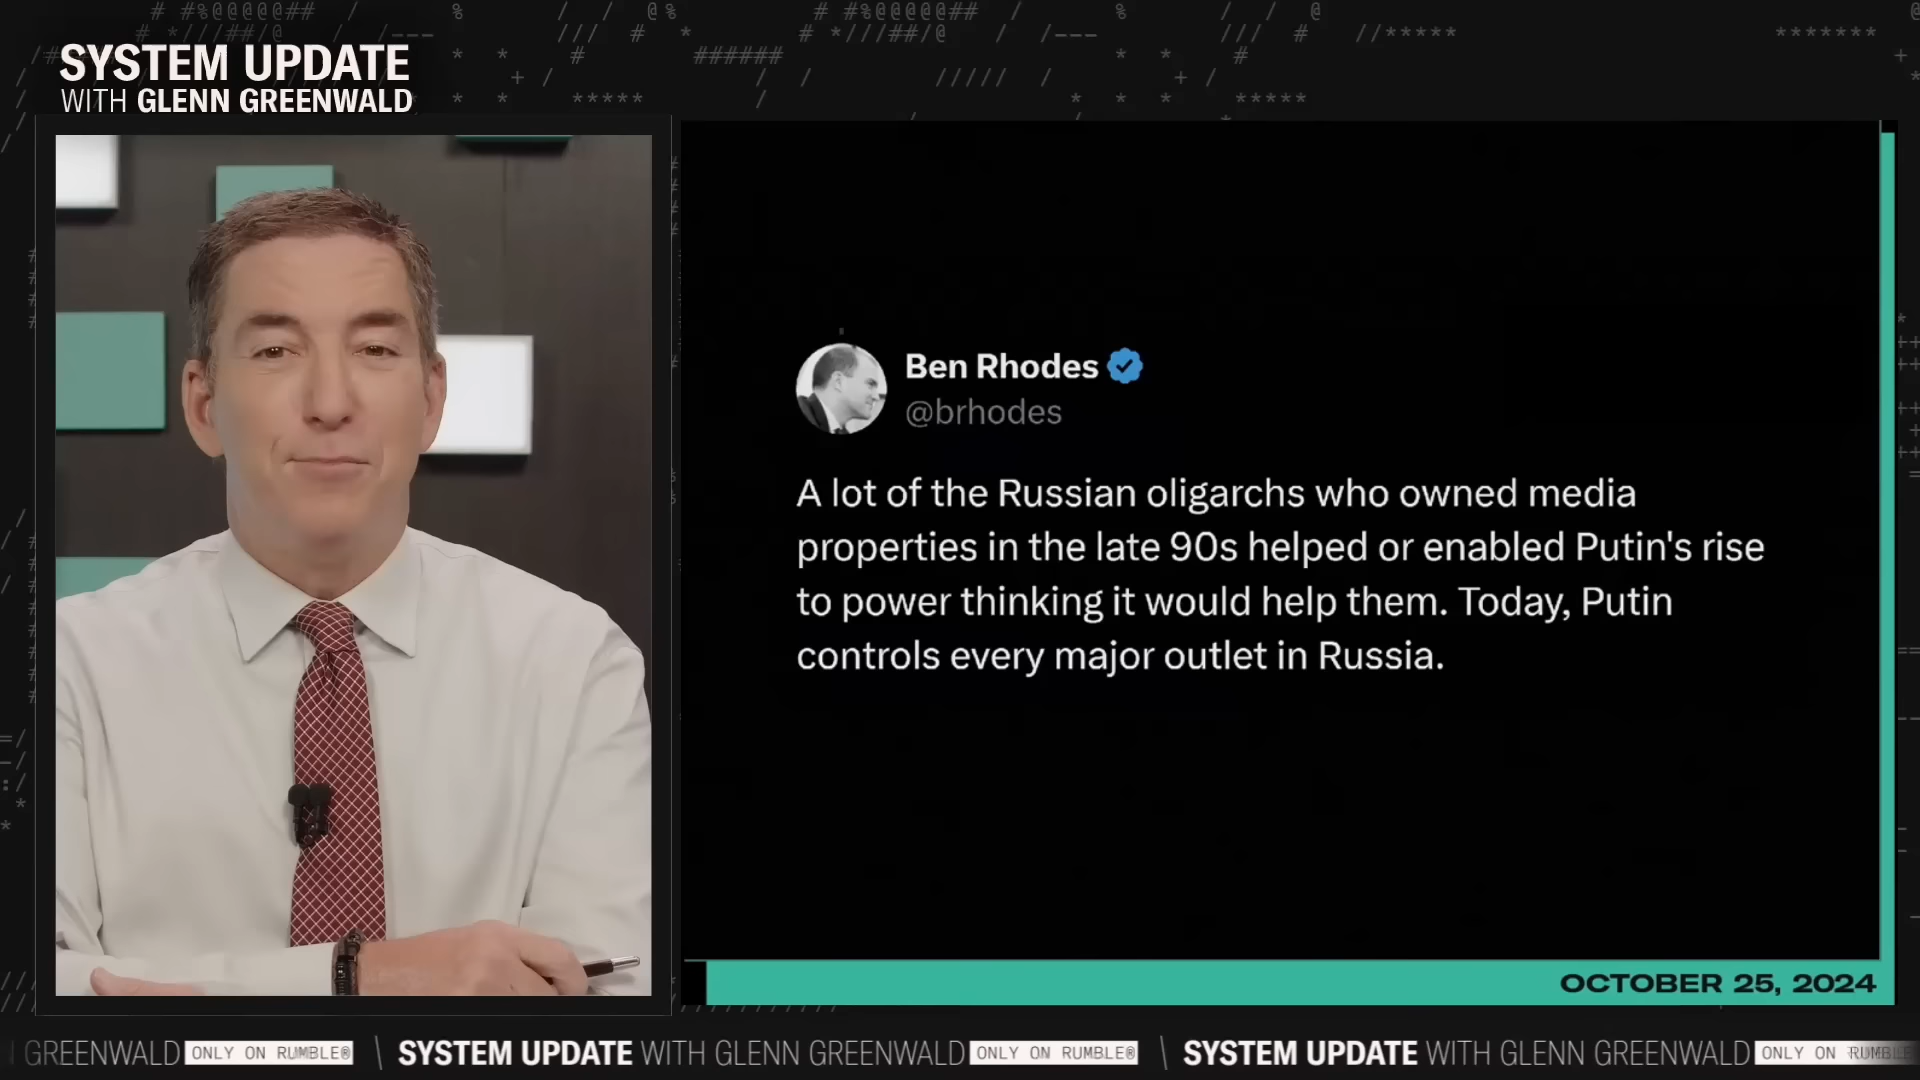 SYSTEM UPDATE
WITH GLENN GREENWALD
Ben Rhodes
@brhodes
A lot of the Russian oligarchs who owned media
properties in the late 90s helped or enabled Putin's rise
to power thinking it would help them. Today, Putin
controls every major outlet in Russia.
OCTOBER 25, 2024
GREENWALD ONLY ON RUMBLE® \ SYSTEM UPDATE WITH GLENN GREENWALD ONLY ON RUMBLE® \ SYSTEM UPDATE WITH GLENN GREENWALD ONLY ON RUMBLE